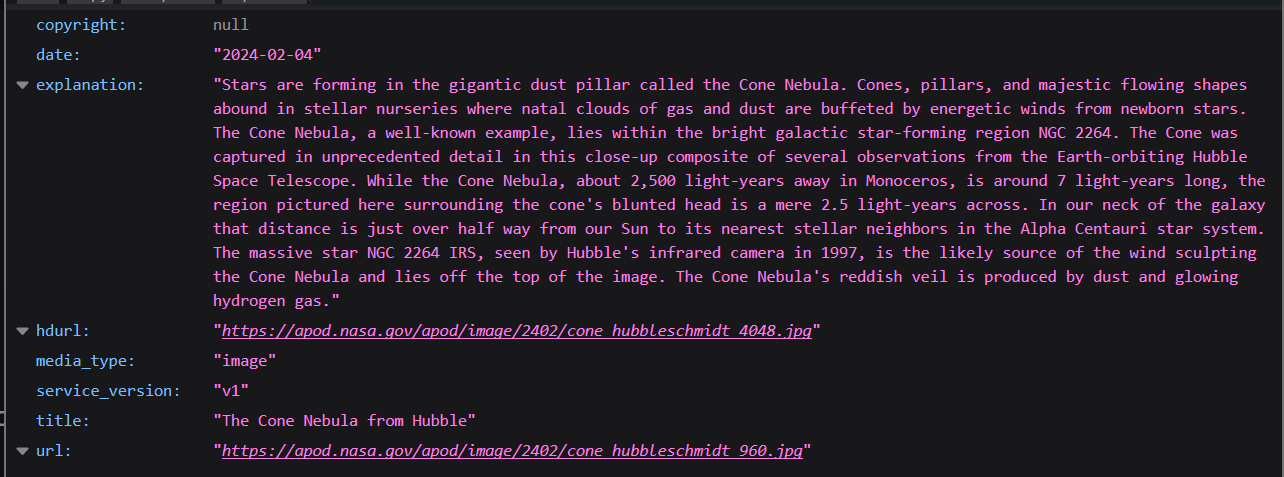 copyright: null
date: "2024-02-04"
explanation: "Stars are forming in the gigantic dust pillar called the Cone Nebula. Cones, pillars, and majestic flowing shapes
abound in stellar nurseries where natal clouds of gas and dust are buffeted by energetic winds from newborn stars.
The Cone Nebula, a well-known example, lies within the bright galactic star-forming region NGC 2264. The Cone was
captured in unprecedented detail in this close-up composite of several observations from the Earth-orbiting Hubble
Space Telescope. While the Cone Nebula, about 2,500 light-years away in Monoceros, is around 7 light-years long, the
region pictured here surrounding the cone's blunted head is a mere 2.5 light-years across. In our neck of the galaxy
that distance is just over half way from our Sun to its nearest stellar neighbors in the Alpha Centauri star system.
The massive star NGC 2264 IRS, seen by Hubble's infrared camera in 1997, is the likely source of the wind sculpting
the Cone Nebula and lies off the top of the image. The Cone Nebula's reddish veil is produced by dust and glowing
hydrogen gas."
hdurl: "https://apod.nasa.gov/apod/image/2402/cone_hubbleschmidt_4048.jpg"
media_type: "image"
service_version: "v1"
title: "The Cone Nebula from Hubble"
url: "https://apod.nasa.gov/apod/image/2402/cone_hubbleschmidt_960.jpg"